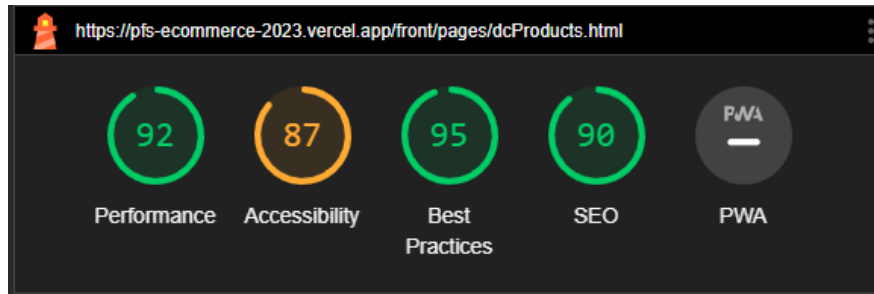 https://pfs-ecommerce-2023.vercel.app/front/pages/dcProducts.html
92
87
95
90
PWA
Performance
Accessibility
Best
Practices
SEO
PWA